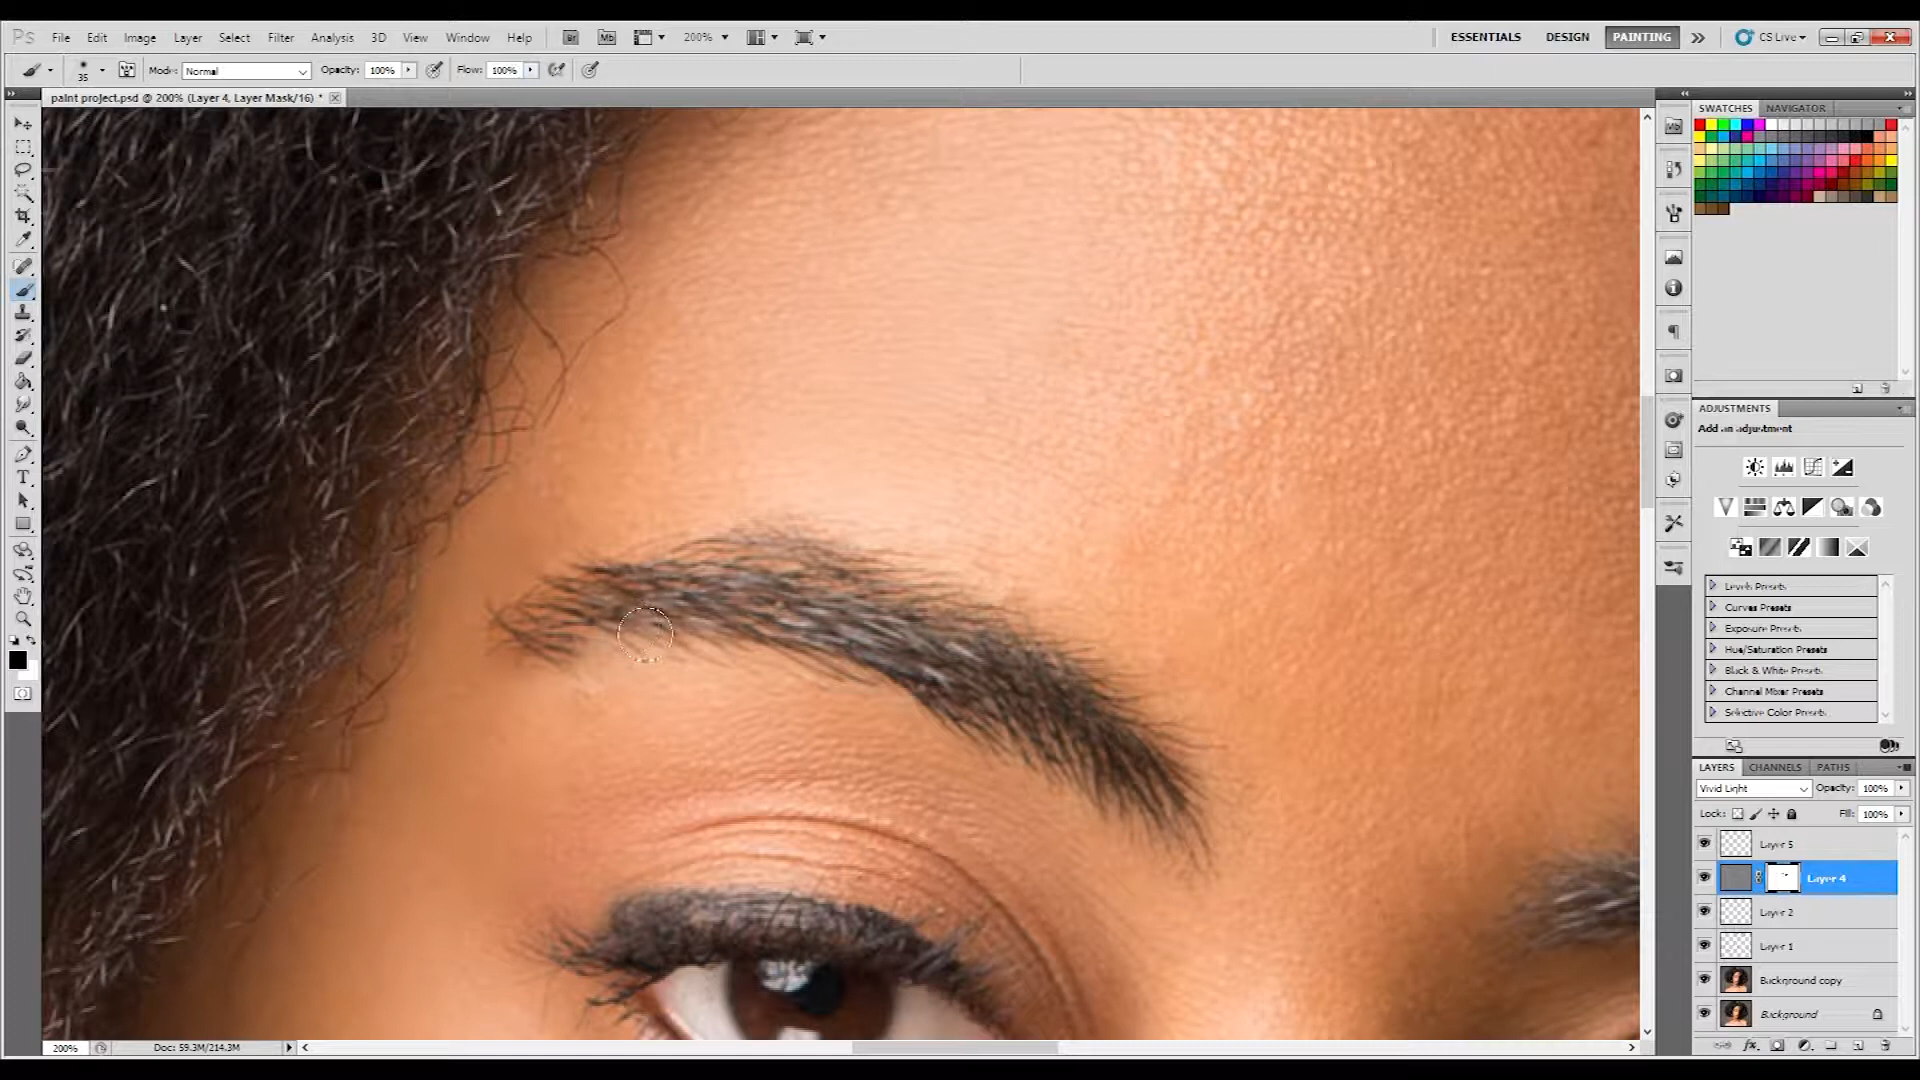 Ps File Edit Image Layer Select Filter Analysis 3D View Window Help Br Mb 200% ESSENTIALS DESIGN PAINTING CS Live
35 Mode: Normal Opacity: 100% Flow: 100%
paint project.psd @ 200% (Layer 4, Layer Mask/16) *
SWATCHES NAVIGATOR
Mb
ADJUSTMENTS
Add an adjustment
Levels Presets
Curves Presets
Exposure Presets
Hue/Saturation Presets
Black & White Presets
Channel Mixer Presets
Selective Color Presets
LAYERS CHANNELS PATHS
Vivid Light Opacity: 100%
Lock: Fill: 100%
Layer 5
Layer 4
Layer 2
Layer 1
Background copy
Background
200% Doc: 59.3M/214.3M